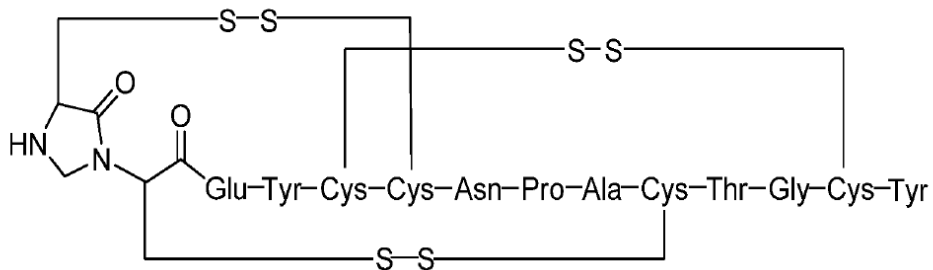 S–S
S–S
O
O
HN
N
Glu–Tyr–Cys–Cys–Asn–Pro–Ala–Cys–Thr–Gly–Cys–Tyr
S–S